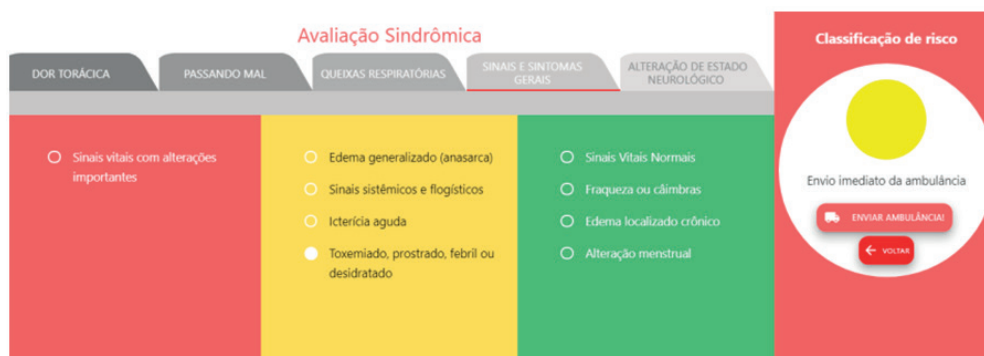 Avaliação Sindrômica
DOR TORÁCICA
PASSANDO MAL
QUEIXAS RESPIRATÓRIAS
SINAIS E SINTOMAS
GERAIS
ALTERAÇÃO DE ESTADO
NEUROLÓGICO
Sinais vitais com alterações
importantes
Edema generalizado (anasarca)
Sinais sistêmicos e flogísticos
Icterícia aguda
Toxemiado, prostrado, febril ou
desidratado
Sinais Vitais Normais
Fraqueza ou câimbras
Edema localizado crônico
Alteração menstrual
Classificação de risco
Envio imediato da ambulância
ENVIAR AMBULÂNCIA!
VOLTAR